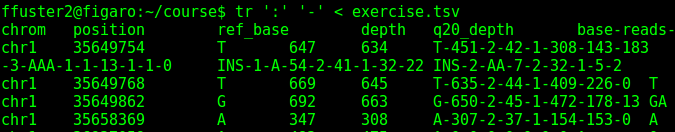 ffuster2@figaro:~/course$ tr ':' '-' < exercise.tsv
chrom position ref_base depth q20_depth base-reads-
chr1 35649754 T 647 634 T-451-2-42-1-308-143-183
-3-AAA-1-1-13-1-1-0 INS-1-A-54-2-41-1-32-22 INS-2-AA-7-2-32-1-5-2
chr1 35649768 T 669 645 T-635-2-44-1-409-226-0 T
chr1 35649862 G 692 663 G-650-2-45-1-472-178-13 GA
chr1 35658369 A 347 308 A-307-2-37-1-154-153-0 A